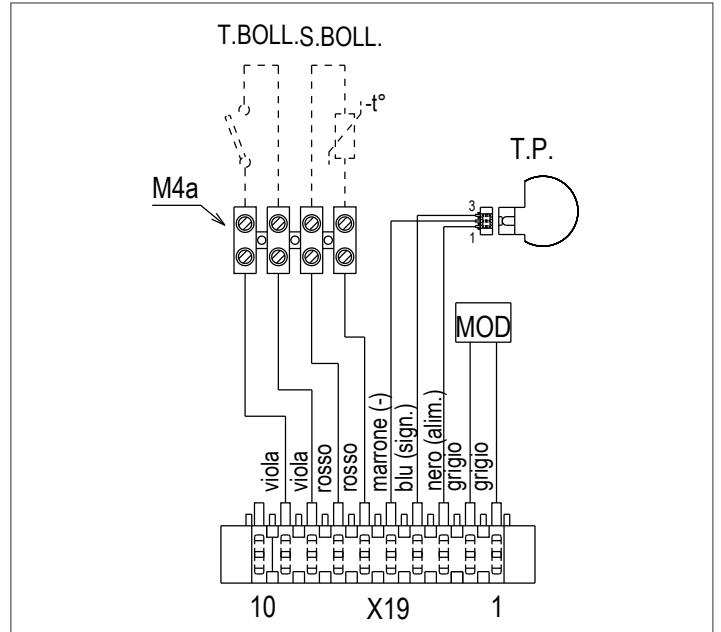 T.BOLL. S.BOLL.
-t°
T.P.
M4a
3
1
MOD
viola
viola
rosso
rosso
marrone (-)
blu (sign.)
nero (alim.)
grigio
grigio
10 X19 1